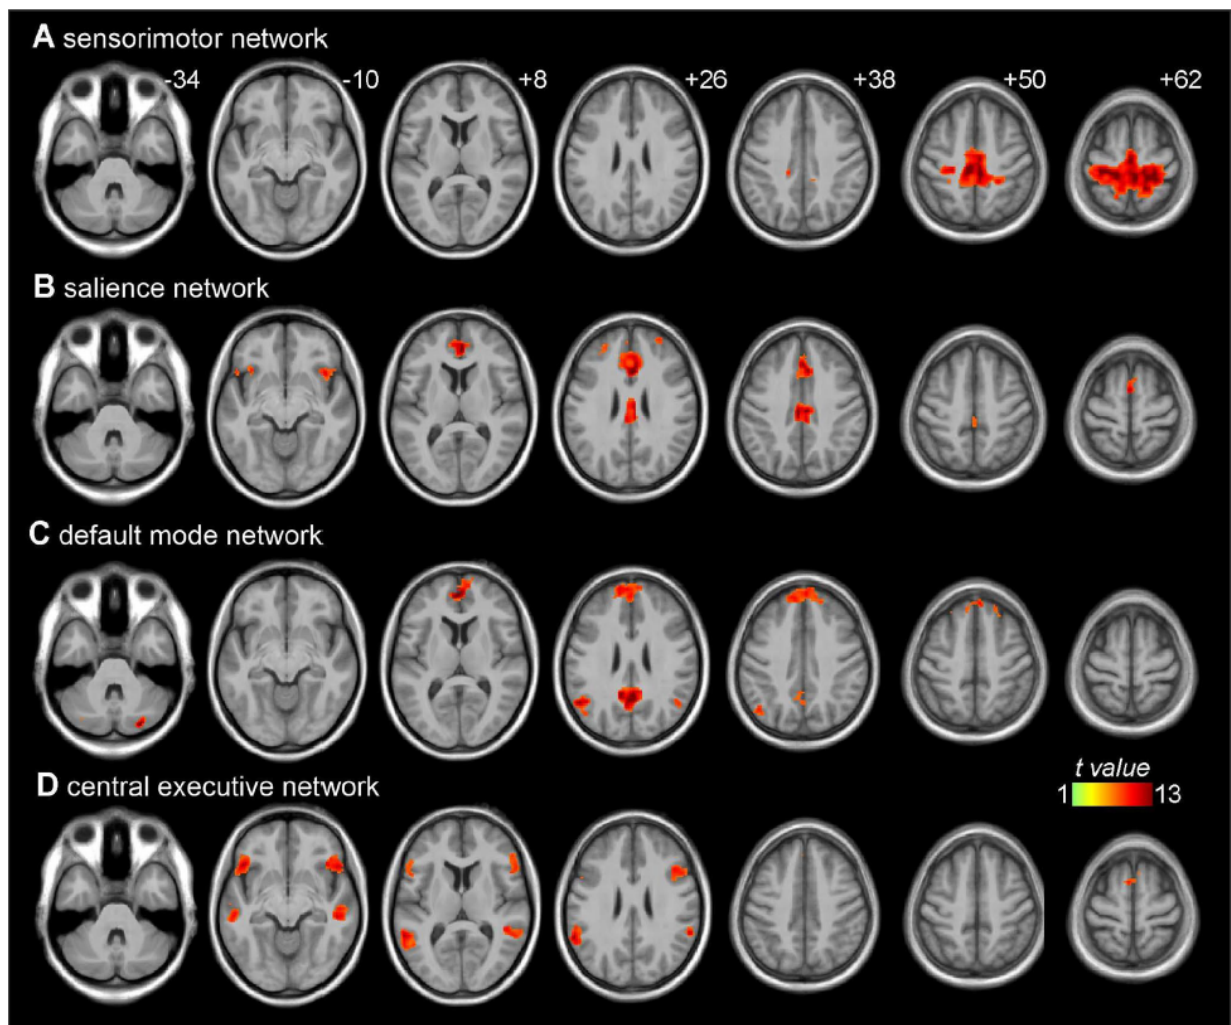 A sensorimotor network
-34 -10 +8 +26 +38 +50 +62
B salience network
C default mode network
D central executive network
t value
1 13